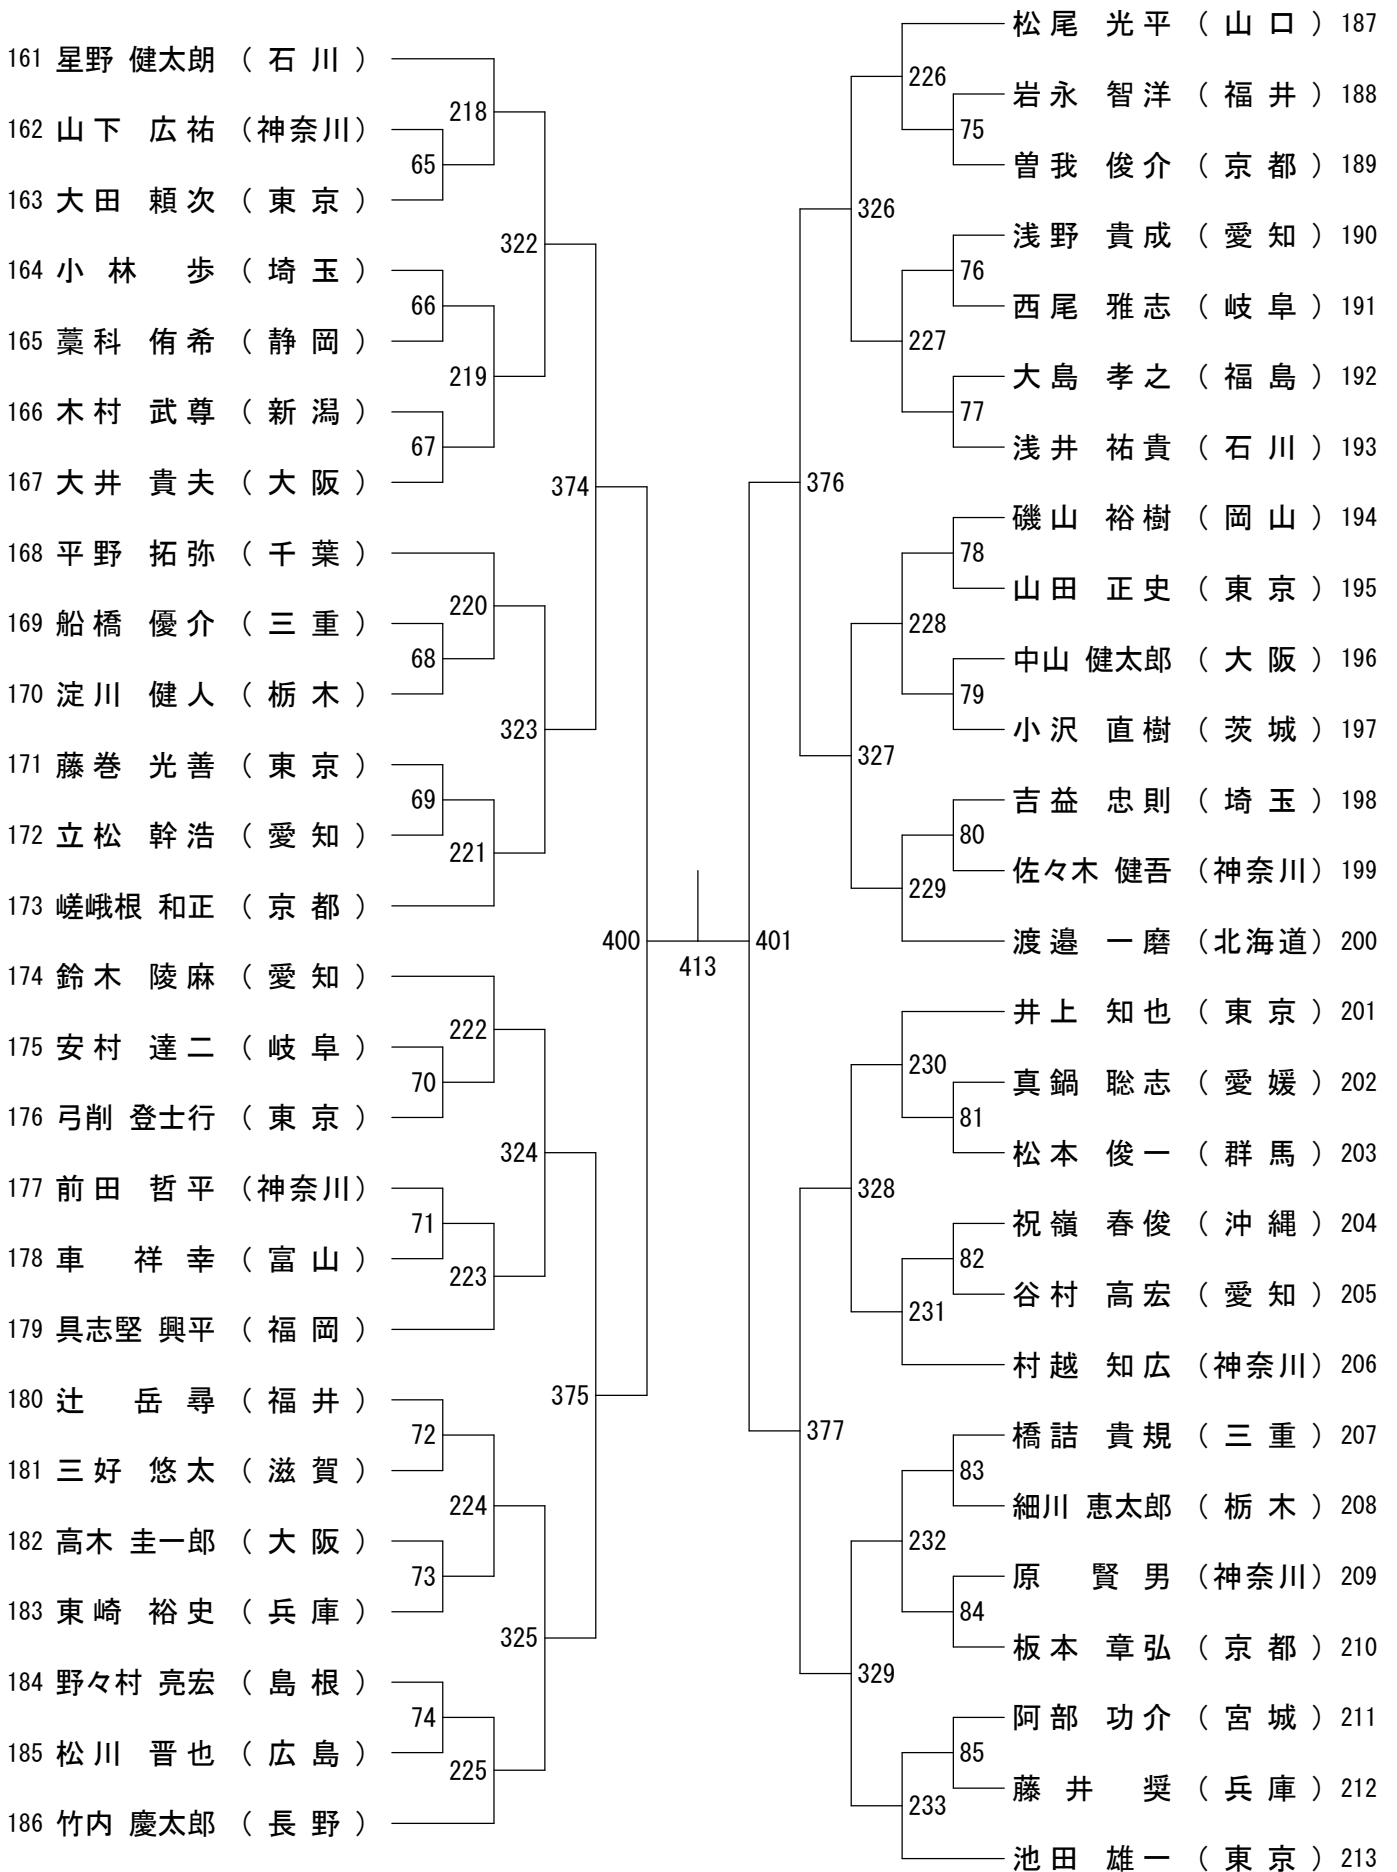 161 星野 健太朗 (石川)
162 山下 広祐 (神奈川)
163 大田 頼次 (東京)
164 小林 歩 (埼玉)
165 藁科 侑希 (静岡)
166 木村 武尊 (新潟)
167 大井 貴夫 (大阪)
168 平野 拓弥 (千葉)
169 船橋 優介 (三重)
170 淀川 健人 (栃木)
171 藤巻 光善 (東京)
172 立松 幹浩 (愛知)
173 嵯峨根 和正 (京都)
174 鈴木 陵麻 (愛知)
175 安村 達二 (岐阜)
176 弓削 登士行 (東京)
177 前田 哲平 (神奈川)
178 車 祥幸 (富山)
179 具志堅 興平 (福岡)
180 辻 岳尋 (福井)
181 三好 悠太 (滋賀)
182 高木 圭一郎 (大阪)
183 東崎 裕史 (兵庫)
184 野々村 亮宏 (島根)
185 松川 晋也 (広島)
186 竹内 慶太郎 (長野)
65
66
67
68
69
70
71
72
73
74
218
219
220
221
222
223
224
225
322
323
324
325
374
375
400
413
401
376
377
326
327
328
329
226
227
228
229
230
231
232
233
75
76
77
78
79
80
81
82
83
84
85
松尾 光平 (山口) 187
岩永 智洋 (福井) 188
曽我 俊介 (京都) 189
浅野 貴成 (愛知) 190
西尾 雅志 (岐阜) 191
大島 孝之 (福島) 192
浅井 祐貴 (石川) 193
磯山 裕樹 (岡山) 194
山田 正史 (東京) 195
中山 健太郎 (大阪) 196
小沢 直樹 (茨城) 197
吉益 忠則 (埼玉) 198
佐々木 健吾 (神奈川) 199
渡邉 一磨 (北海道) 200
井上 知也 (東京) 201
真鍋 聡志 (愛媛) 202
松本 俊一 (群馬) 203
祝嶺 春俊 (沖縄) 204
谷村 高宏 (愛知) 205
村越 知広 (神奈川) 206
橋詰 貴規 (三重) 207
細川 恵太郎 (栃木) 208
原 賢男 (神奈川) 209
板本 章弘 (京都) 210
阿部 功介 (宮城) 211
藤井 奨 (兵庫) 212
池田 雄一 (東京) 213